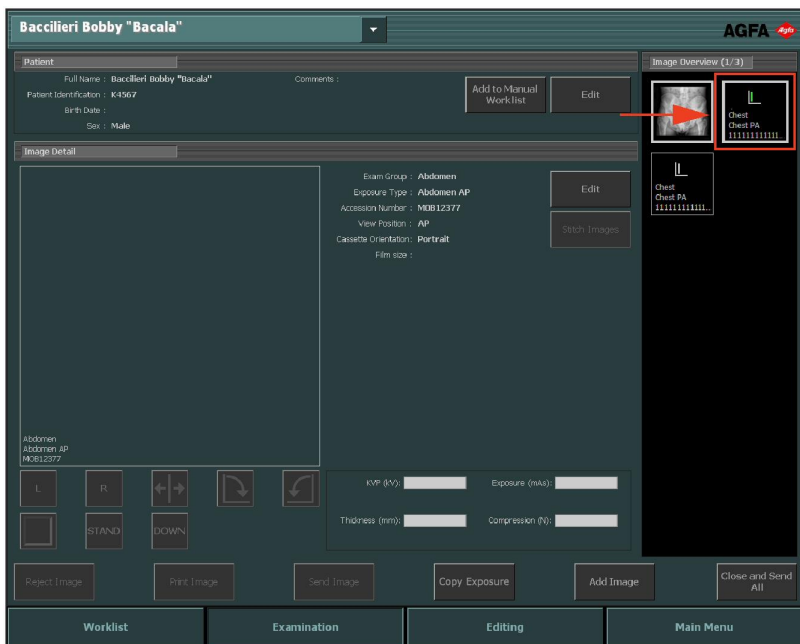 Baccilieri Bobby "Bacala"
AGFA Agfa
Patient
Full Name : Baccilieri Bobby "Bacala"
Patient Identification : K4567
Birth Date :
Sex : Male
Comments :
Add to Manual
Worklist
Edit
Image Detail
Abdomen
Abdomen AP
MOB12377
Exam Group : Abdomen
Exposure Type : Abdomen AP
Accession Number : MOB12377
View Position : AP
Cassette Orientation: Portrait
Film size :
Edit
Stitch Images
L
R
STAND
DOWN
KVP (kV):
Exposure (mAs):
Thickness (mm):
Compression (N):
Image Overview (1/3)
Chest
Chest PA
111111111111..
Chest
Chest PA
111111111111..
Reject Image
Print Image
Send Image
Copy Exposure
Add Image
Close and Send
All
Worklist
Examination
Editing
Main Menu